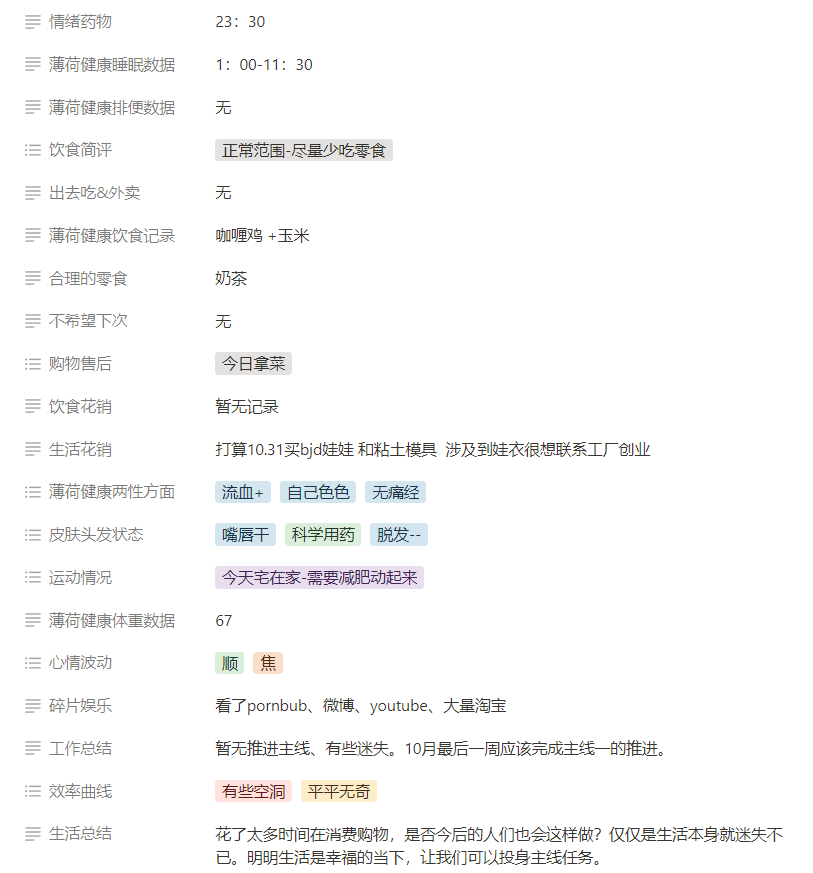 情绪药物 23：30
薄荷健康睡眠数据 1：00-11：30
薄荷健康排便数据 无
饮食简评 正常范围-尽量少吃零食
出去吃&外卖 无
薄荷健康饮食记录 咖喱鸡 +玉米
合理的零食 奶茶
不希望下次 无
购物售后 今日拿菜
饮食花销 暂无记录
生活花销 打算10.31买bjd娃娃 和粘土模具 涉及到娃衣很想联系工厂创业
薄荷健康两性方面 流血+ 自己色色 无痛经
皮肤头发状态 嘴唇干 科学用药 脱发--
运动情况 今天宅在家-需要减肥动起来
薄荷健康体重数据 67
心情波动 顺 焦
碎片娱乐 看了pornbub、微博、youtube、大量淘宝
工作总结 暂无推进主线、有些迷失。10月最后一周应该完成主线一的推进。
效率曲线 有些空洞 平平无奇
生活总结 花了太多时间在消费购物，是否今后的人们也会这样做？仅仅是生活本身就迷失不
已。明明生活是幸福的当下，让我们可以投身主线任务。